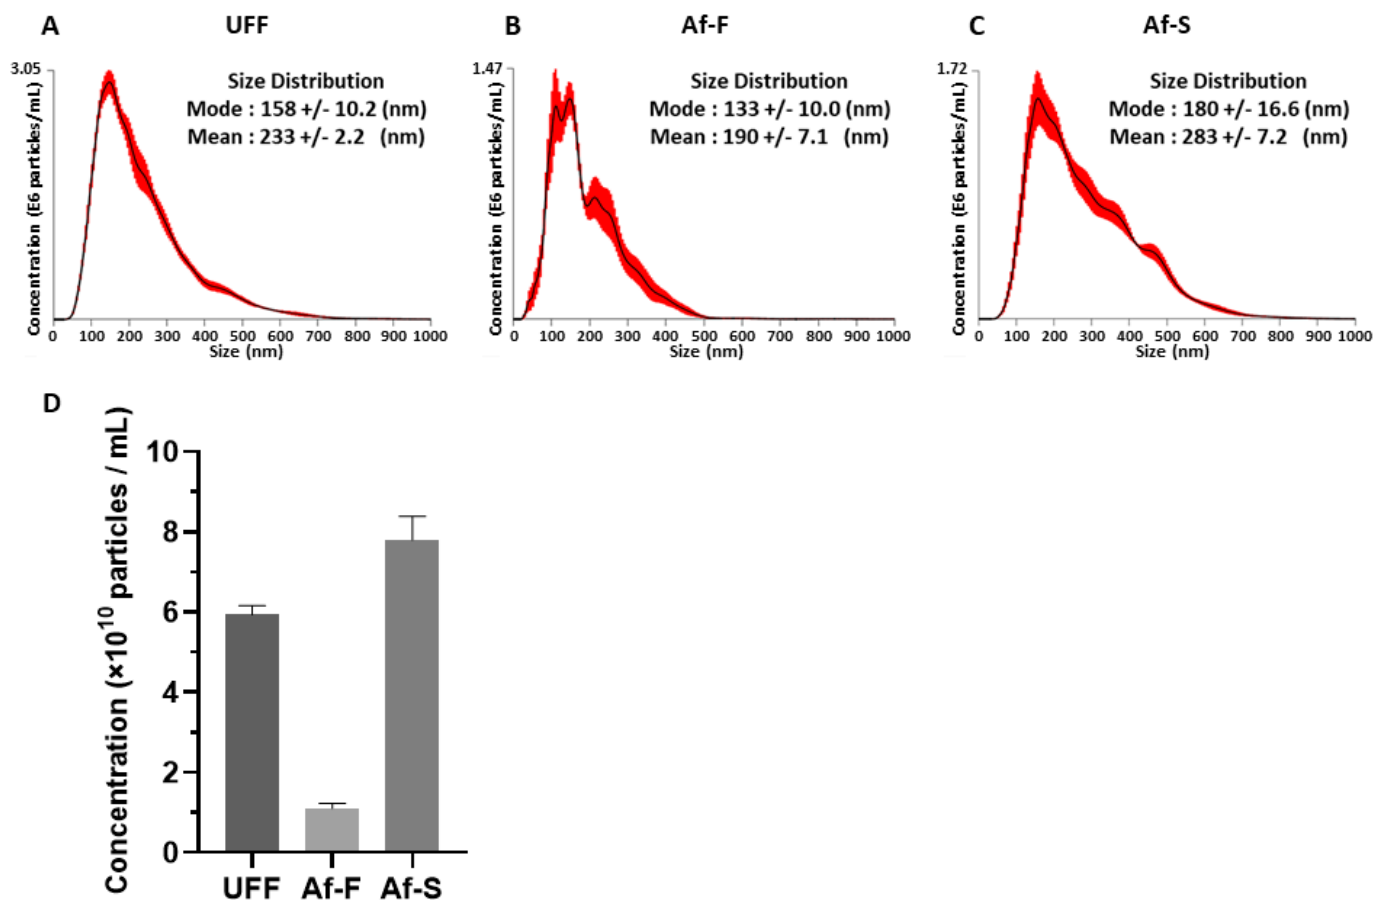 A UFF
3.05
Concentration (E6 particles/mL)
Size Distribution
Mode : 158 +/- 10.2 (nm)
Mean : 233 +/- 2.2 (nm)
0 100 200 300 400 500 600 700 800 900 1000
Size (nm)
B Af-F
1.47
Concentration (E6 particles/mL)
Size Distribution
Mode : 133 +/- 10.0 (nm)
Mean : 190 +/- 7.1 (nm)
0 100 200 300 400 500 600 700 800 900 1000
Size (nm)
C Af-S
1.72
Concentration (E6 particles/mL)
Size Distribution
Mode : 180 +/- 16.6 (nm)
Mean : 283 +/- 7.2 (nm)
0 100 200 300 400 500 600 700 800 900 1000
Size (nm)
D
Concentration (×10¹⁰ particles / mL)
10
8
6
4
2
0
UFF Af-F Af-S